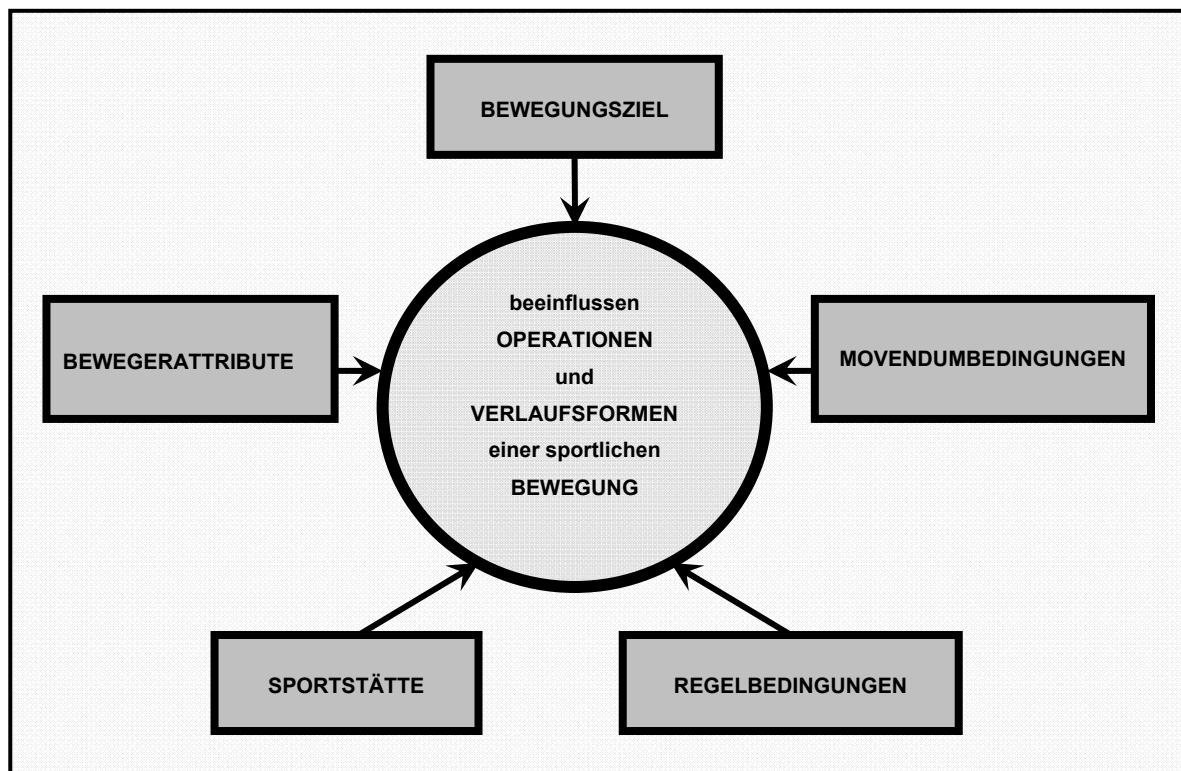 BEWEGUNGSZIEL
BEWEGERATTRIBUTE
beeinflussen
OPERATIONEN
und
VERLAUFSFORMEN
einer sportlichen
BEWEGUNG
MOVENDUMBEDINGUNGEN
SPORTSTÄTTE
REGELBEDINGUNGEN